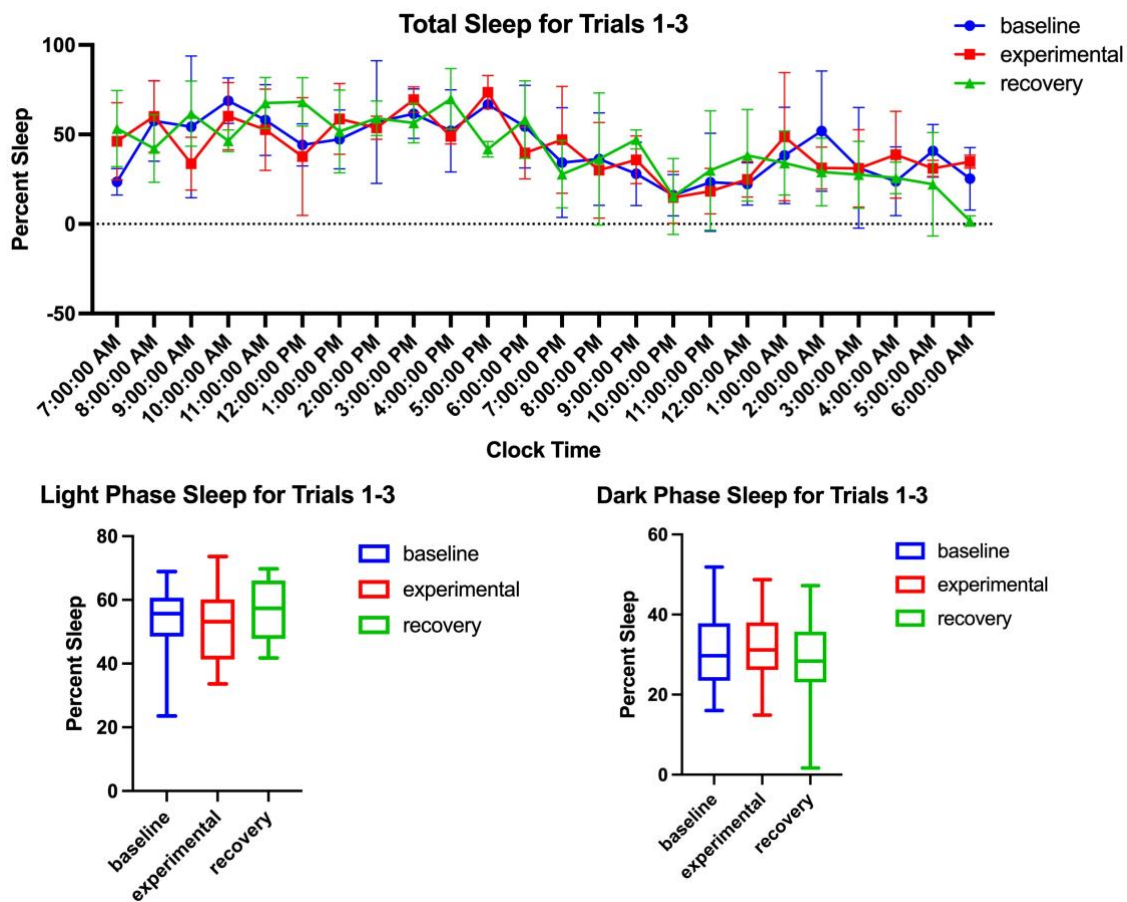 Total Sleep for Trials 1-3
baseline
experimental
recovery
100
50
0
-50
Percent Sleep
7:00:00 AM
8:00:00 AM
9:00:00 AM
10:00:00 AM
11:00:00 AM
12:00:00 PM
1:00:00 PM
2:00:00 PM
3:00:00 PM
4:00:00 PM
5:00:00 PM
6:00:00 PM
7:00:00 PM
8:00:00 PM
9:00:00 PM
10:00:00 PM
11:00:00 PM
12:00:00 AM
1:00:00 AM
2:00:00 AM
3:00:00 AM
4:00:00 AM
5:00:00 AM
6:00:00 AM
Clock Time
Light Phase Sleep for Trials 1-3
80
60
40
20
0
Percent Sleep
baseline
experimental
recovery
baseline
experimental
recovery
Dark Phase Sleep for Trials 1-3
60
40
20
0
Percent Sleep
baseline
experimental
recovery
baseline
experimental
recovery